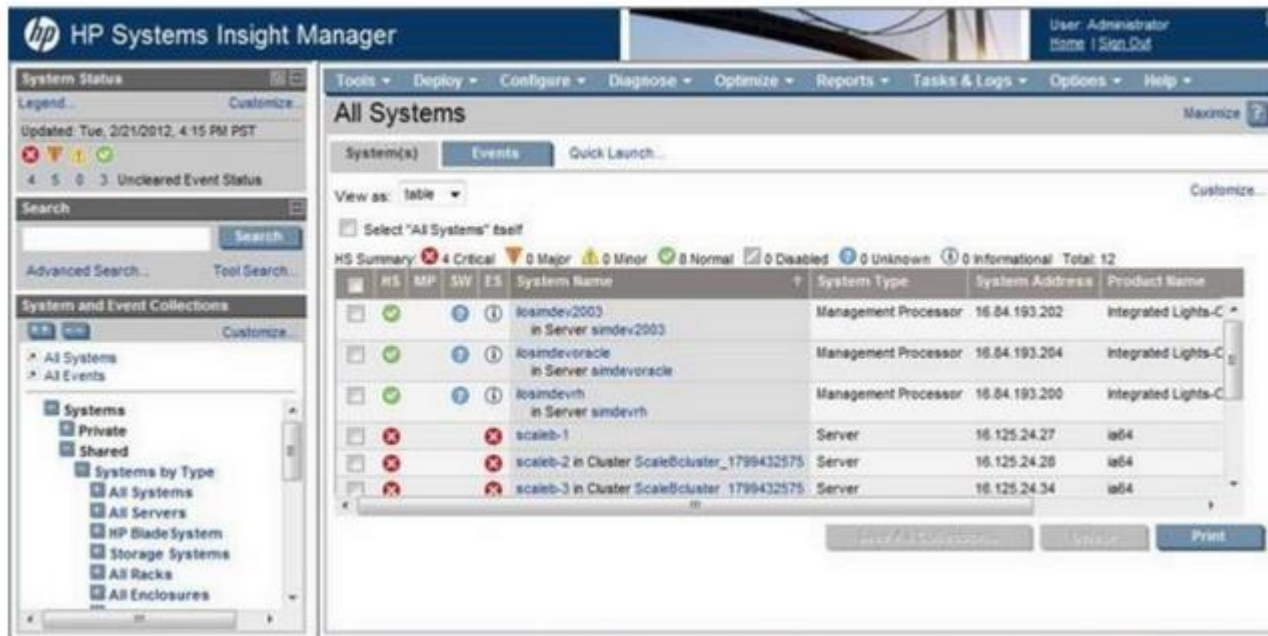 hp HP Systems Insight Manager
User: Administrator
Home | Sign Out
System Status
Legend... Customize...
Updated: Tue, 2/21/2012, 4:15 PM PST
4 5 0 3 Uncleared Event Status
Search
Search
Advanced Search... Tool Search...
System and Event Collections
Customize...
All Systems
All Events
Systems
Private
Shared
Systems by Type
All Systems
All Servers
HP BladeSystem
Storage Systems
All Racks
All Enclosures
Tools Deploy Configure Diagnose Optimize Reports Tasks & Logs Options Help
All Systems
Maximize ?
System(s) Events Quick Launch...
View as: table
Customize...
Select "All Systems" itself
HS Summary: 4 Critical 0 Major 0 Minor 8 Normal 0 Disabled 0 Unknown 0 Informational Total: 12
HS MP SW ES System Name System Type System Address Product Name
ilosimdev2003 Management Processor 16.84.193.202 Integrated Lights-O
in Server simdev2003
ilosimdevoracle Management Processor 16.84.193.204 Integrated Lights-O
in Server simdevoracle
ilosimdevrh Management Processor 16.84.193.200 Integrated Lights-O
in Server simdevrh
scaleb-1 Server 16.125.24.27 ia64
scaleb-2 in Cluster ScaleBcluster_1799432575 Server 16.125.24.28 ia64
scaleb-3 in Cluster ScaleBcluster_1799432575 Server 16.125.24.34 ia64
Print